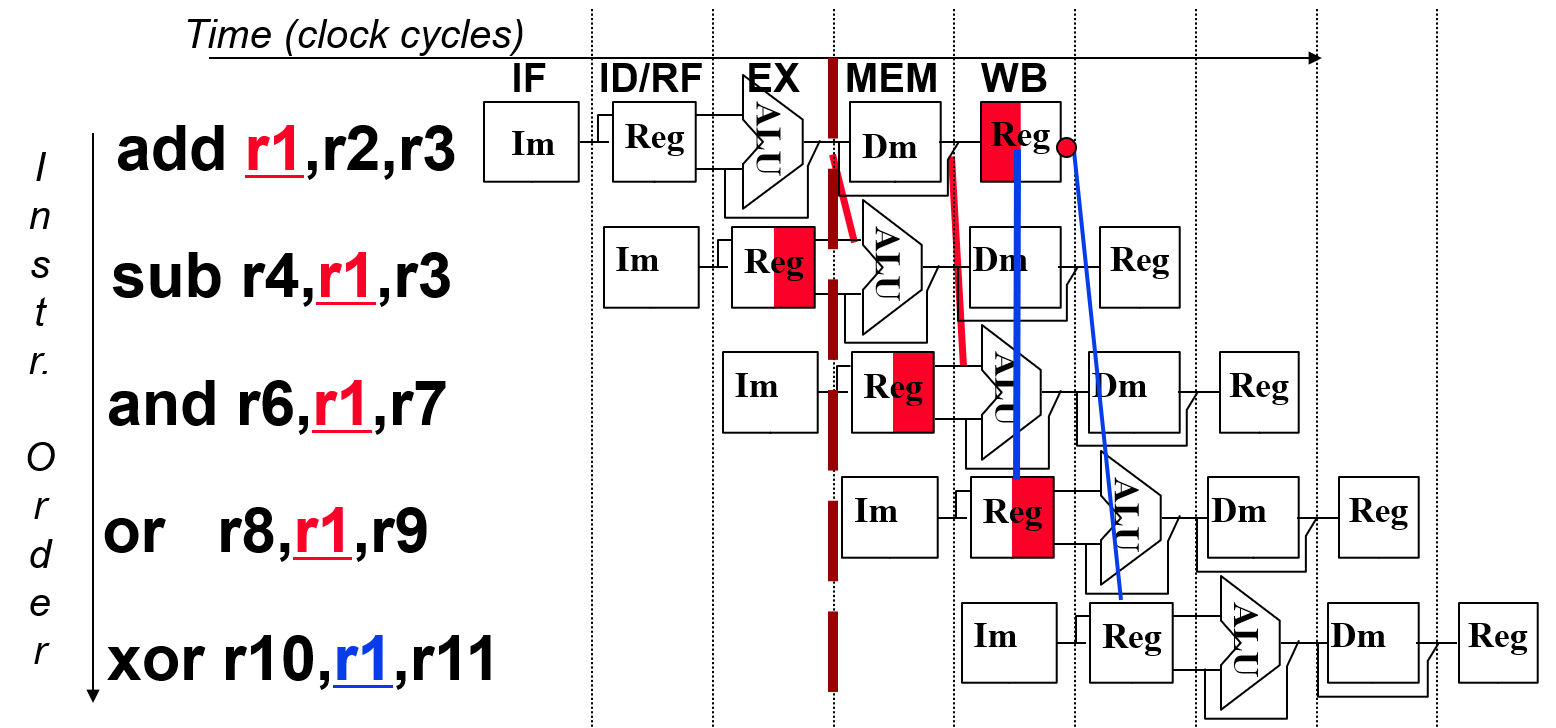 Time (clock cycles)
IF ID/RF EX MEM WB
Instr. Order
add r1,r2,r3
Im Reg ALU Dm Reg
sub r4,r1,r3
Im Reg ALU Dm Reg
and r6,r1,r7
Im Reg ALU Dm Reg
or r8,r1,r9
Im Reg ALU Dm Reg
xor r10,r1,r11
Im Reg ALU Dm Reg